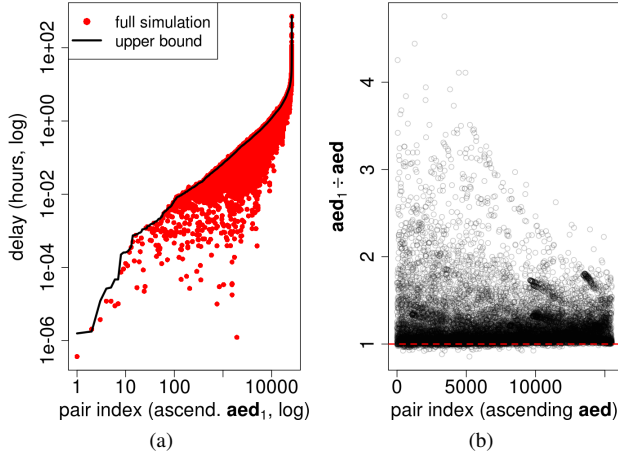 full simulation
upper bound
delay (hours, log)
1e+02
1e+00
1e-02
1e-04
1e-06
1 10 100 10000
pair index (ascend. aed₁, log)
(a)
aed₁ ÷ aed
4
3
2
1
0 5000 10000
pair index (ascending aed)
(b)